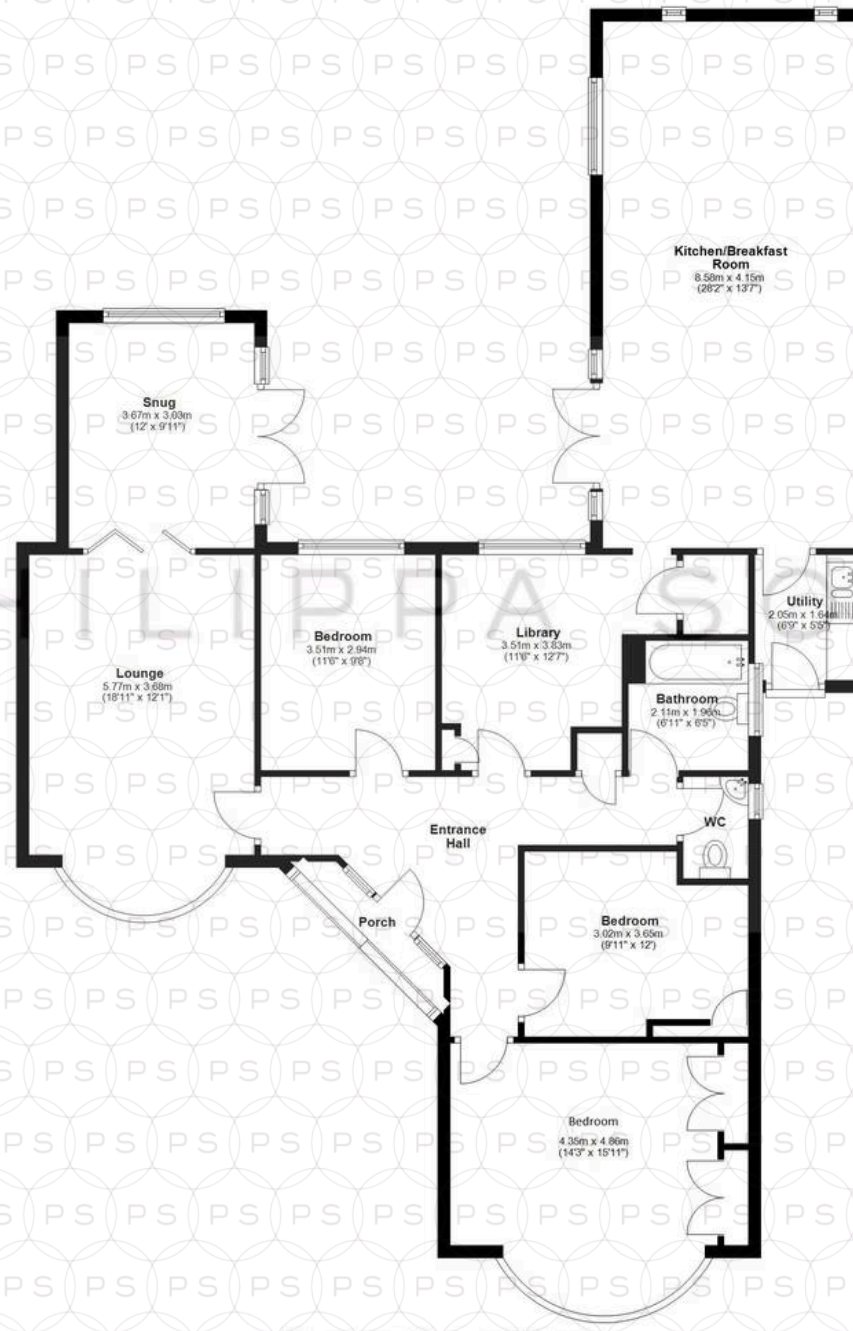 Kitchen/Breakfast
Room
8.58m x 4.15m
(28'2" x 13'7")
Snug
3.67m x 3.03m
(12' x 9'11")
Utility
2.05m x 1.64m
(6'9" x 5'5")
Library
3.51m x 3.83m
(11'6" x 12'7")
Bedroom
3.51m x 2.94m
(11'6" x 9'8")
Lounge
5.77m x 3.68m
(18'11" x 12'1")
Bathroom
2.11m x 1.96m
(6'11" x 6'5")
WC
Entrance
Hall
Porch
Bedroom
3.02m x 3.65m
(9'11" x 12')
Bedroom
4.35m x 4.86m
(14'3" x 15'11")
HILIPPA SO